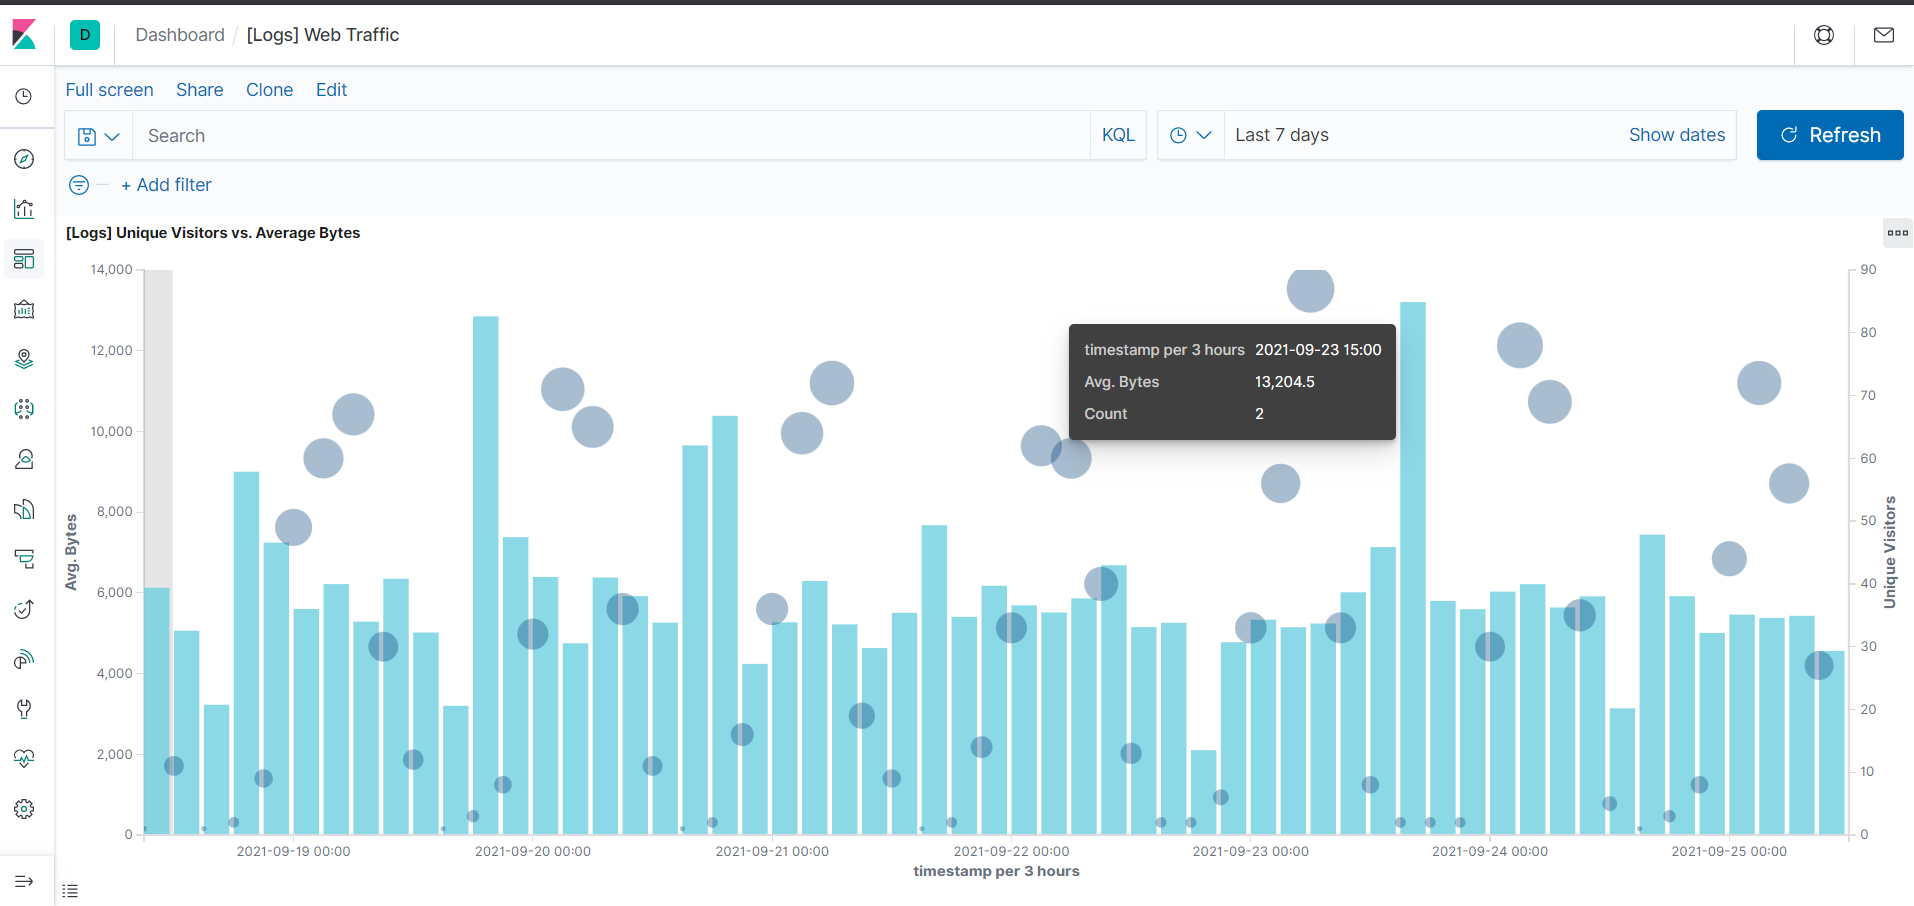 D Dashboard / [Logs] Web Traffic
Full screen Share Clone Edit
Search KQL Last 7 days Show dates Refresh
+ Add filter
[Logs] Unique Visitors vs. Average Bytes
14,000
12,000
10,000
8,000
6,000
4,000
2,000
0
Avg. Bytes
timestamp per 3 hours 2021-09-23 15:00
Avg. Bytes 13,204.5
Count 2
90
80
70
60
50
40
30
20
10
0
Unique Visitors
2021-09-19 00:00 2021-09-20 00:00 2021-09-21 00:00 2021-09-22 00:00 2021-09-23 00:00 2021-09-24 00:00 2021-09-25 00:00
timestamp per 3 hours